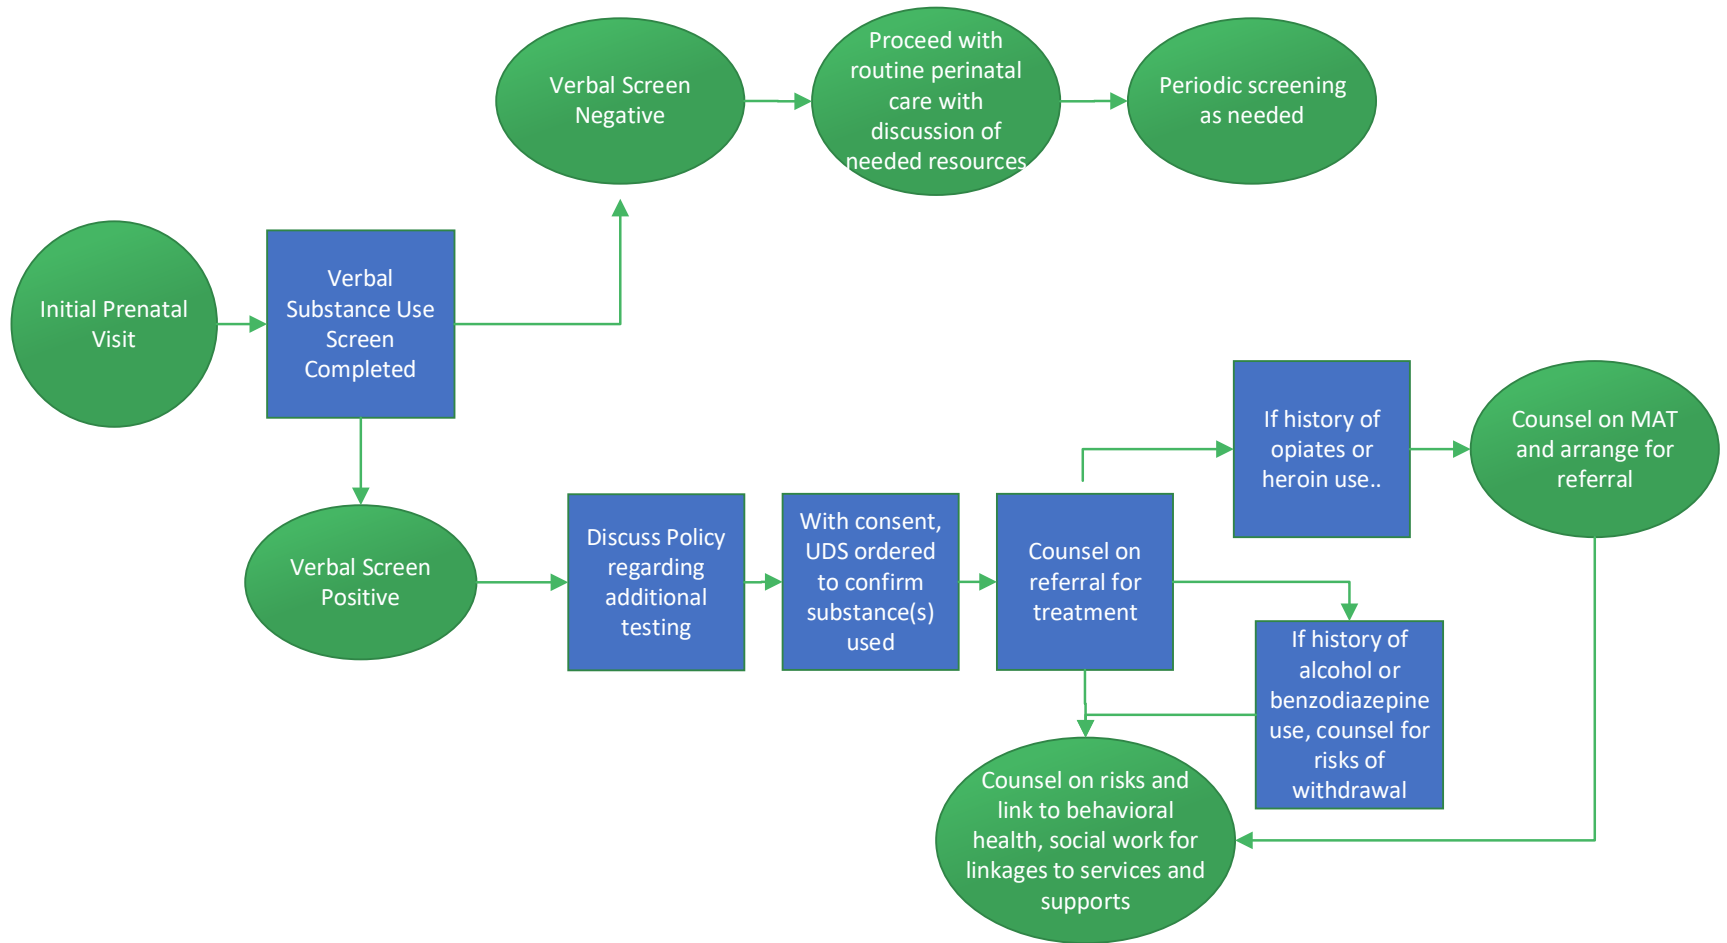 Verbal Screen
Negative
Proceed with
routine perinatal
care with
discussion of
needed resources
Periodic screening
as needed
Initial Prenatal
Visit
Verbal
Substance Use
Screen
Completed
Verbal Screen
Positive
Discuss Policy
regarding
additional
testing
With consent,
UDS ordered
to confirm
substance(s)
used
Counsel on
referral for
treatment
If history of
opiates or
heroin use..
Counsel on MAT
and arrange for
referral
If history of
alcohol or
benzodiazepine
use, counsel for
risks of
withdrawal
Counsel on risks and
link to behavioral
health, social work for
linkages to services and
supports